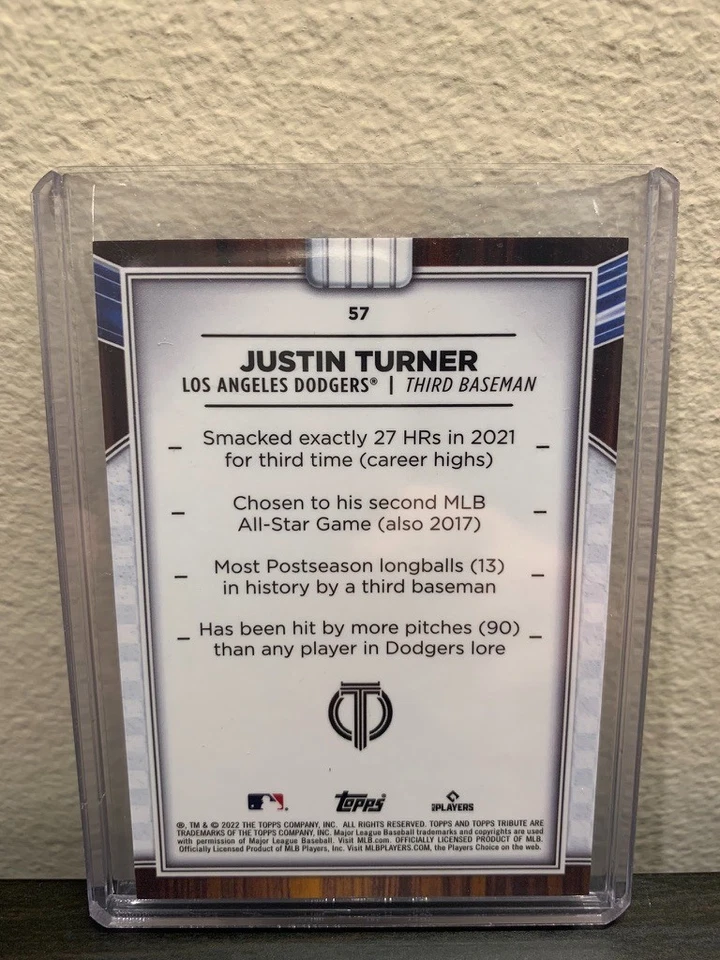 57
JUSTIN TURNER
LOS ANGELES DODGERS® | THIRD BASEMAN
Smacked exactly 27 HRs in 2021
for third time (career highs)
Chosen to his second MLB
All-Star Game (also 2017)
Most Postseason longballs (13)
in history by a third baseman
Has been hit by more pitches (90)
than any player in Dodgers lore
Topps®
PLAYERS
®, TM & © 2022 THE TOPPS COMPANY, INC. ALL RIGHTS RESERVED. TOPPS AND TOPPS TRIBUTE ARE
TRADEMARKS OF THE TOPPS COMPANY, INC. Major League Baseball trademarks and copyrights are used
with permission of Major League Baseball. Visit MLB.com. OFFICIALLY LICENSED PRODUCT OF MLB.
Officially Licensed Product of MLB Players, Inc. Visit MLBPLAYERS.COM, the Players Choice on the web.